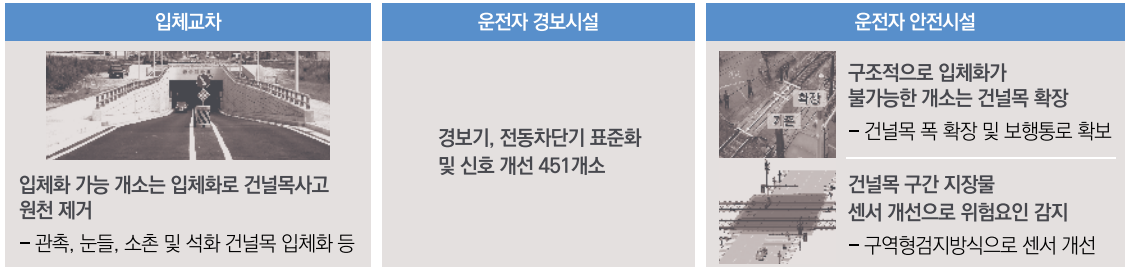 입체교차
입체화 가능 개소는 입체화로 건널목사고
원천 제거
– 관촉, 눈들, 소촌 및 석화 건널목 입체화 등
운전자 경보시설
경보기, 전동차단기 표준화
및 신호 개선 451개소
운전자 안전시설
확장
기존
구조적으로 입체화가
불가능한 개소는 건널목 확장
– 건널목 폭 확장 및 보행통로 확보
건널목 구간 지장물
센서 개선으로 위험요인 감지
– 구역형검지방식으로 센서 개선